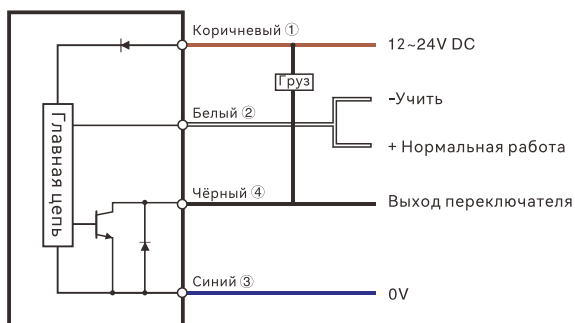 Коричневый ①
12~24V DC
Груз
Белый ②
-Учить
+ Нормальная работа
Главная цепь
Чёрный ④
Выход переключателя
Синий ③
0V